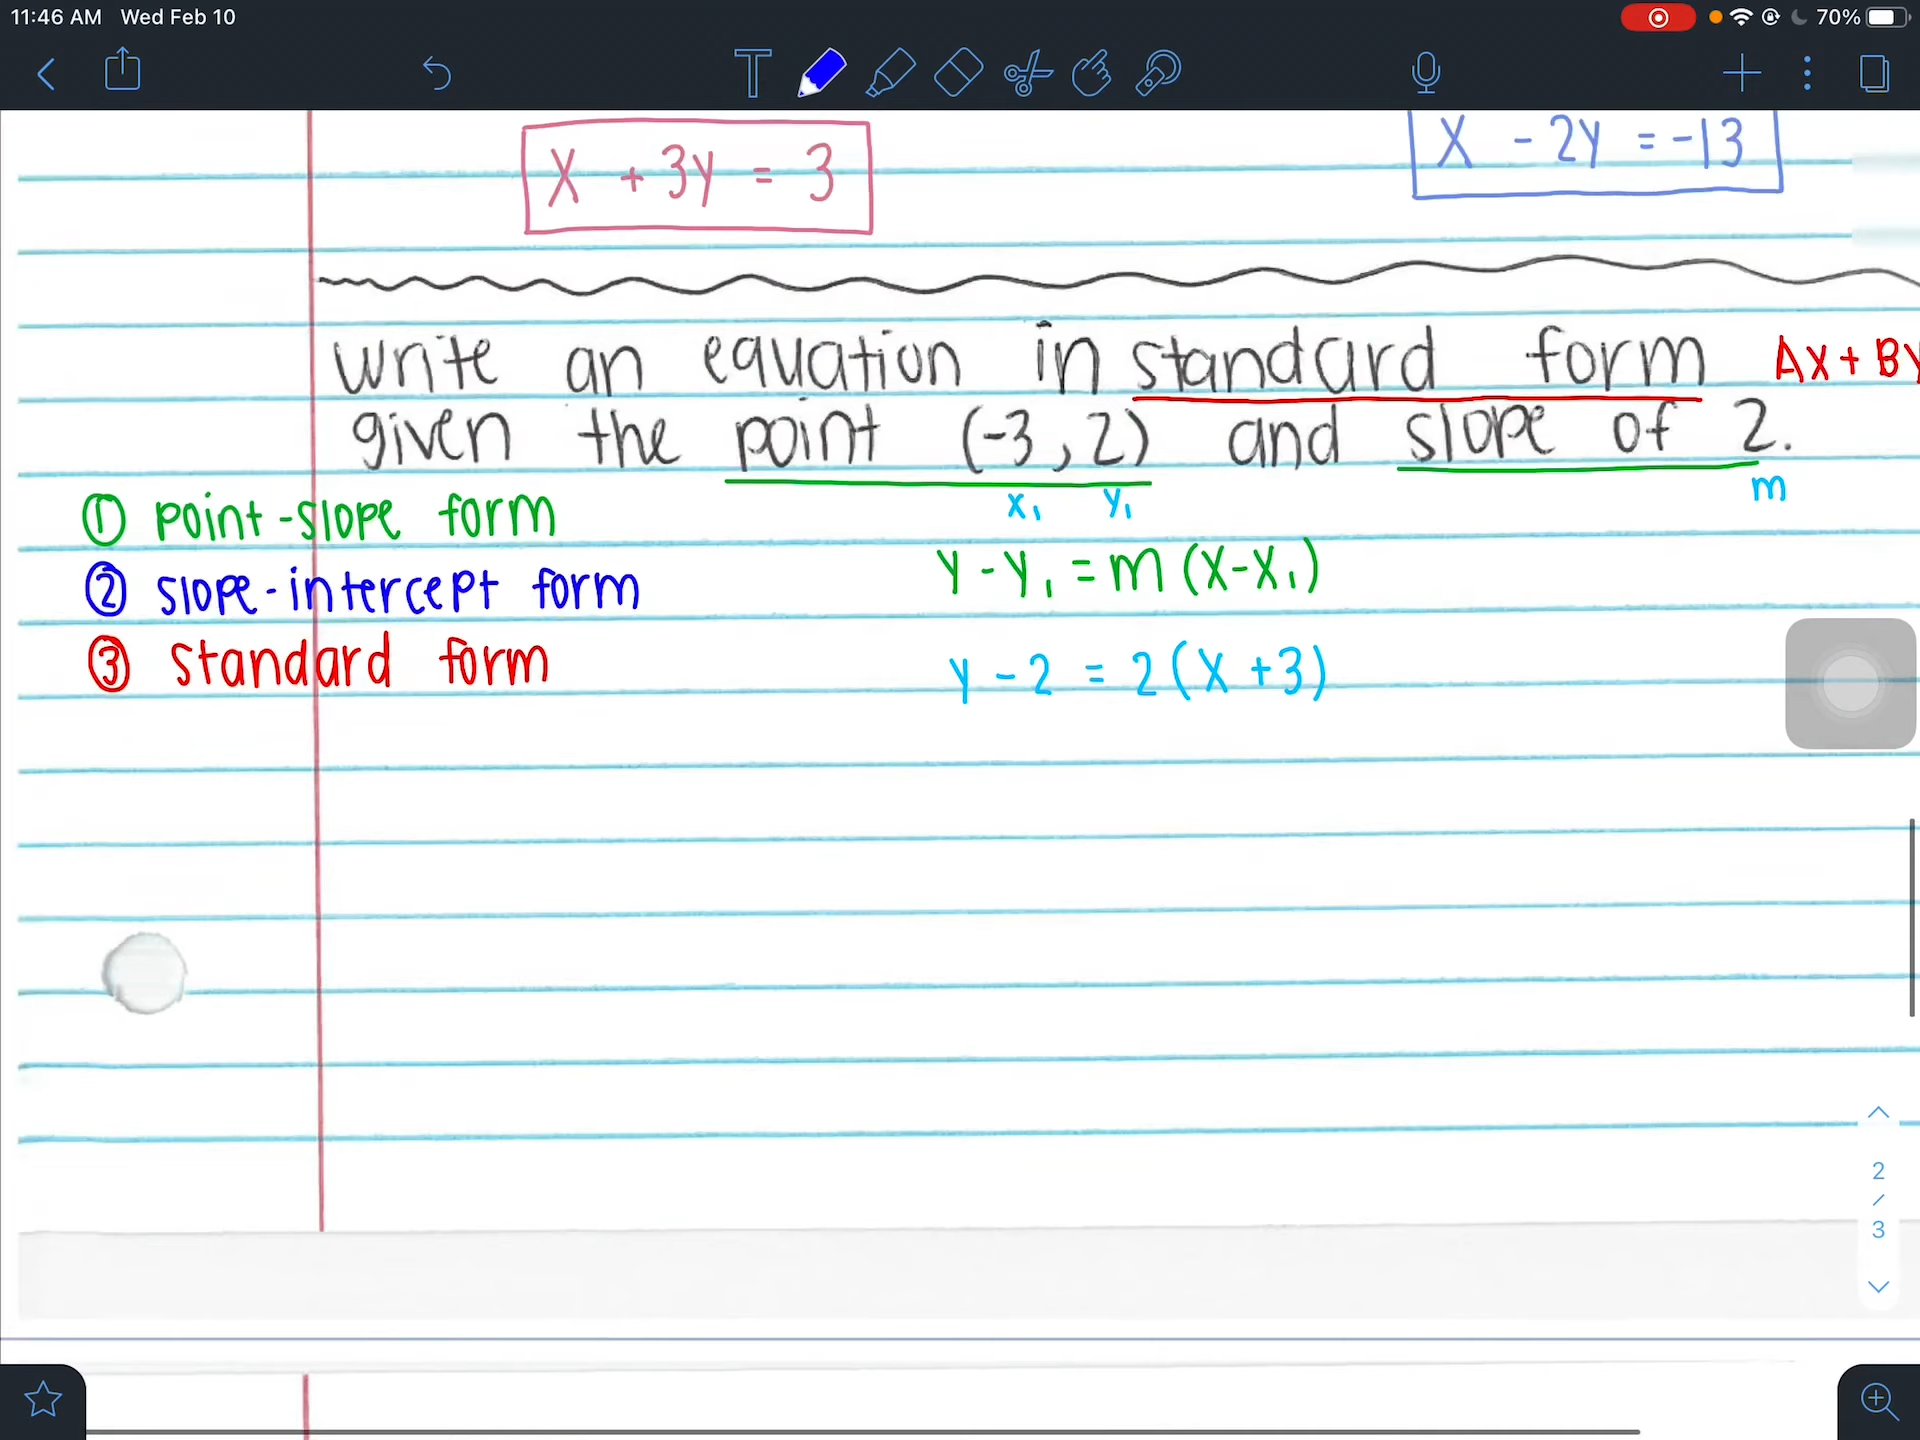 11:46 AM Wed Feb 10
70%
T
X + 3Y = 3
X - 2Y = -13
write an equation in standard form AX + BY
given the point (-3, 2) and slope of 2.
x₁ y₁ m
① point-slope form
② slope-intercept form
③ standard form
Y - Y₁ = m (X - X₁)
Y - 2 = 2 (X + 3)
2
/
3